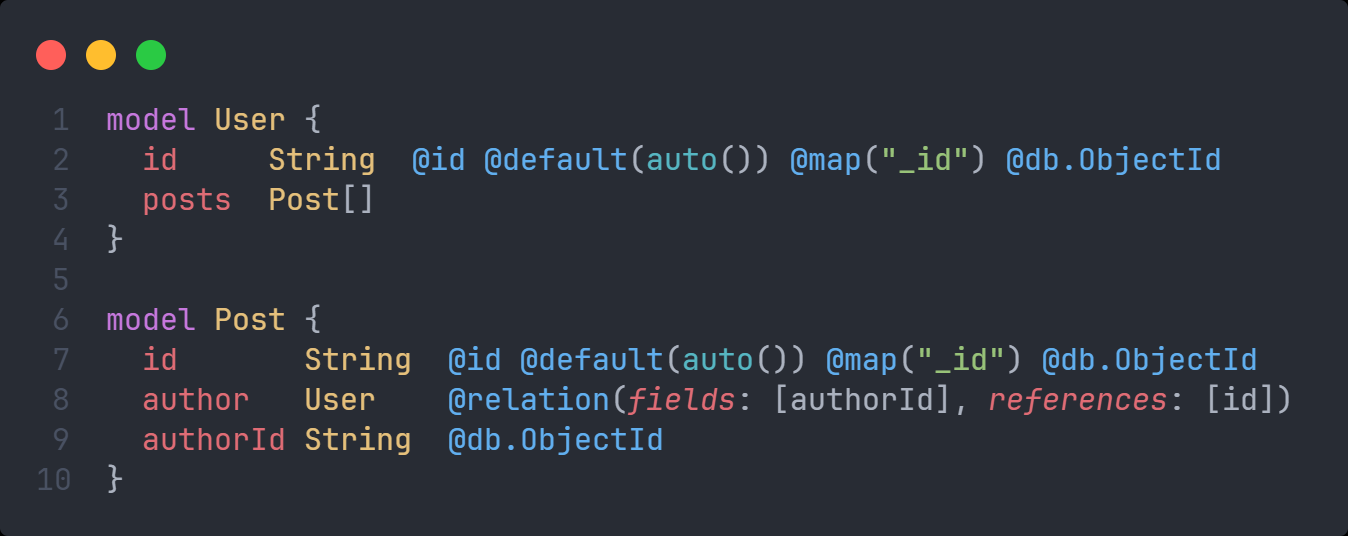 1 model User {
2   id     String  @id @default(auto()) @map("_id") @db.ObjectId
3   posts  Post[]
4 }
5
6 model Post {
7   id       String  @id @default(auto()) @map("_id") @db.ObjectId
8   author   User    @relation(fields: [authorId], references: [id])
9   authorId String  @db.ObjectId
10 }